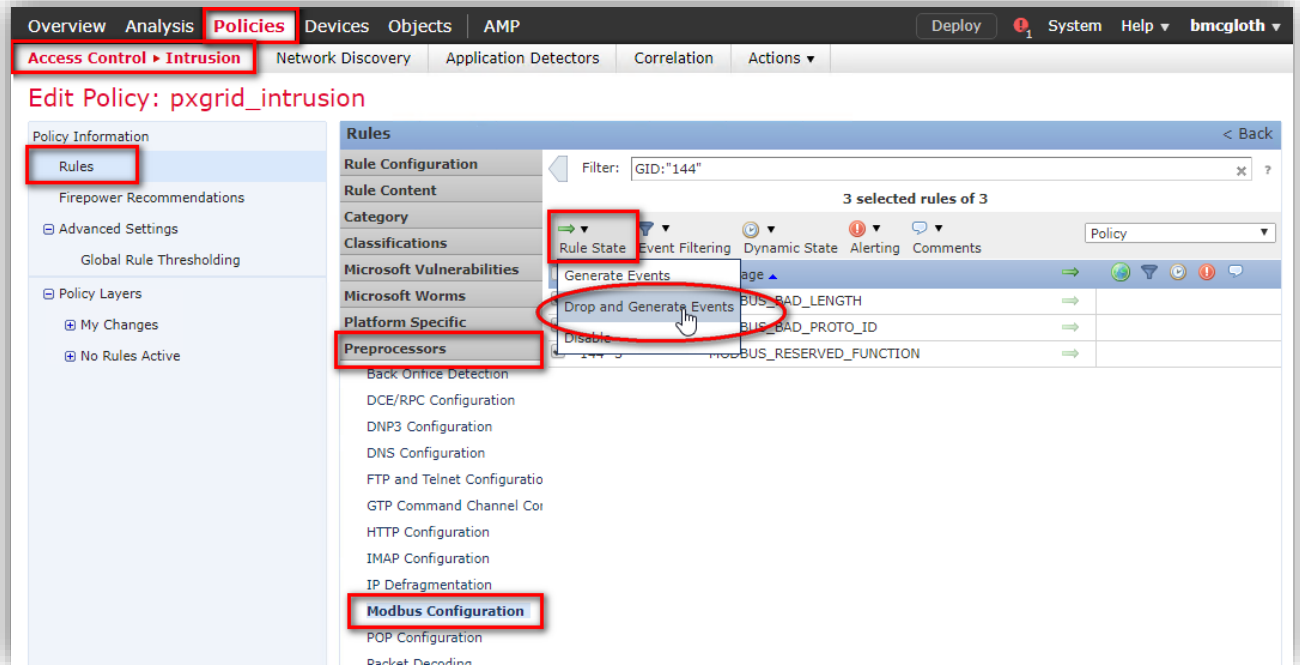 Overview Analysis Policies Devices Objects AMP Deploy 1 System Help bmcgloth
Access Control ▸ Intrusion Network Discovery Application Detectors Correlation Actions
Edit Policy: pxgrid_intrusion
Policy Information
Rules
Firepower Recommendations
Advanced Settings
Global Rule Thresholding
Policy Layers
My Changes
No Rules Active
Rules < Back
Rule Configuration
Rule Content
Category
Classifications
Microsoft Vulnerabilities
Microsoft Worms
Platform Specific
Preprocessors
Back Orifice Detection
DCE/RPC Configuration
DNP3 Configuration
DNS Configuration
FTP and Telnet Configuratio
GTP Command Channel Co
HTTP Configuration
IMAP Configuration
IP Defragmentation
Modbus Configuration
POP Configuration
Packet Decoding
Filter: GID:"144" ?
3 selected rules of 3
Rule State Event Filtering Dynamic State Alerting Comments Policy
Generate Events
Drop and Generate Events
Disable
age
BUS_BAD_LENGTH
BUS_BAD_PROTO_ID
144 3 MODBUS_RESERVED_FUNCTION